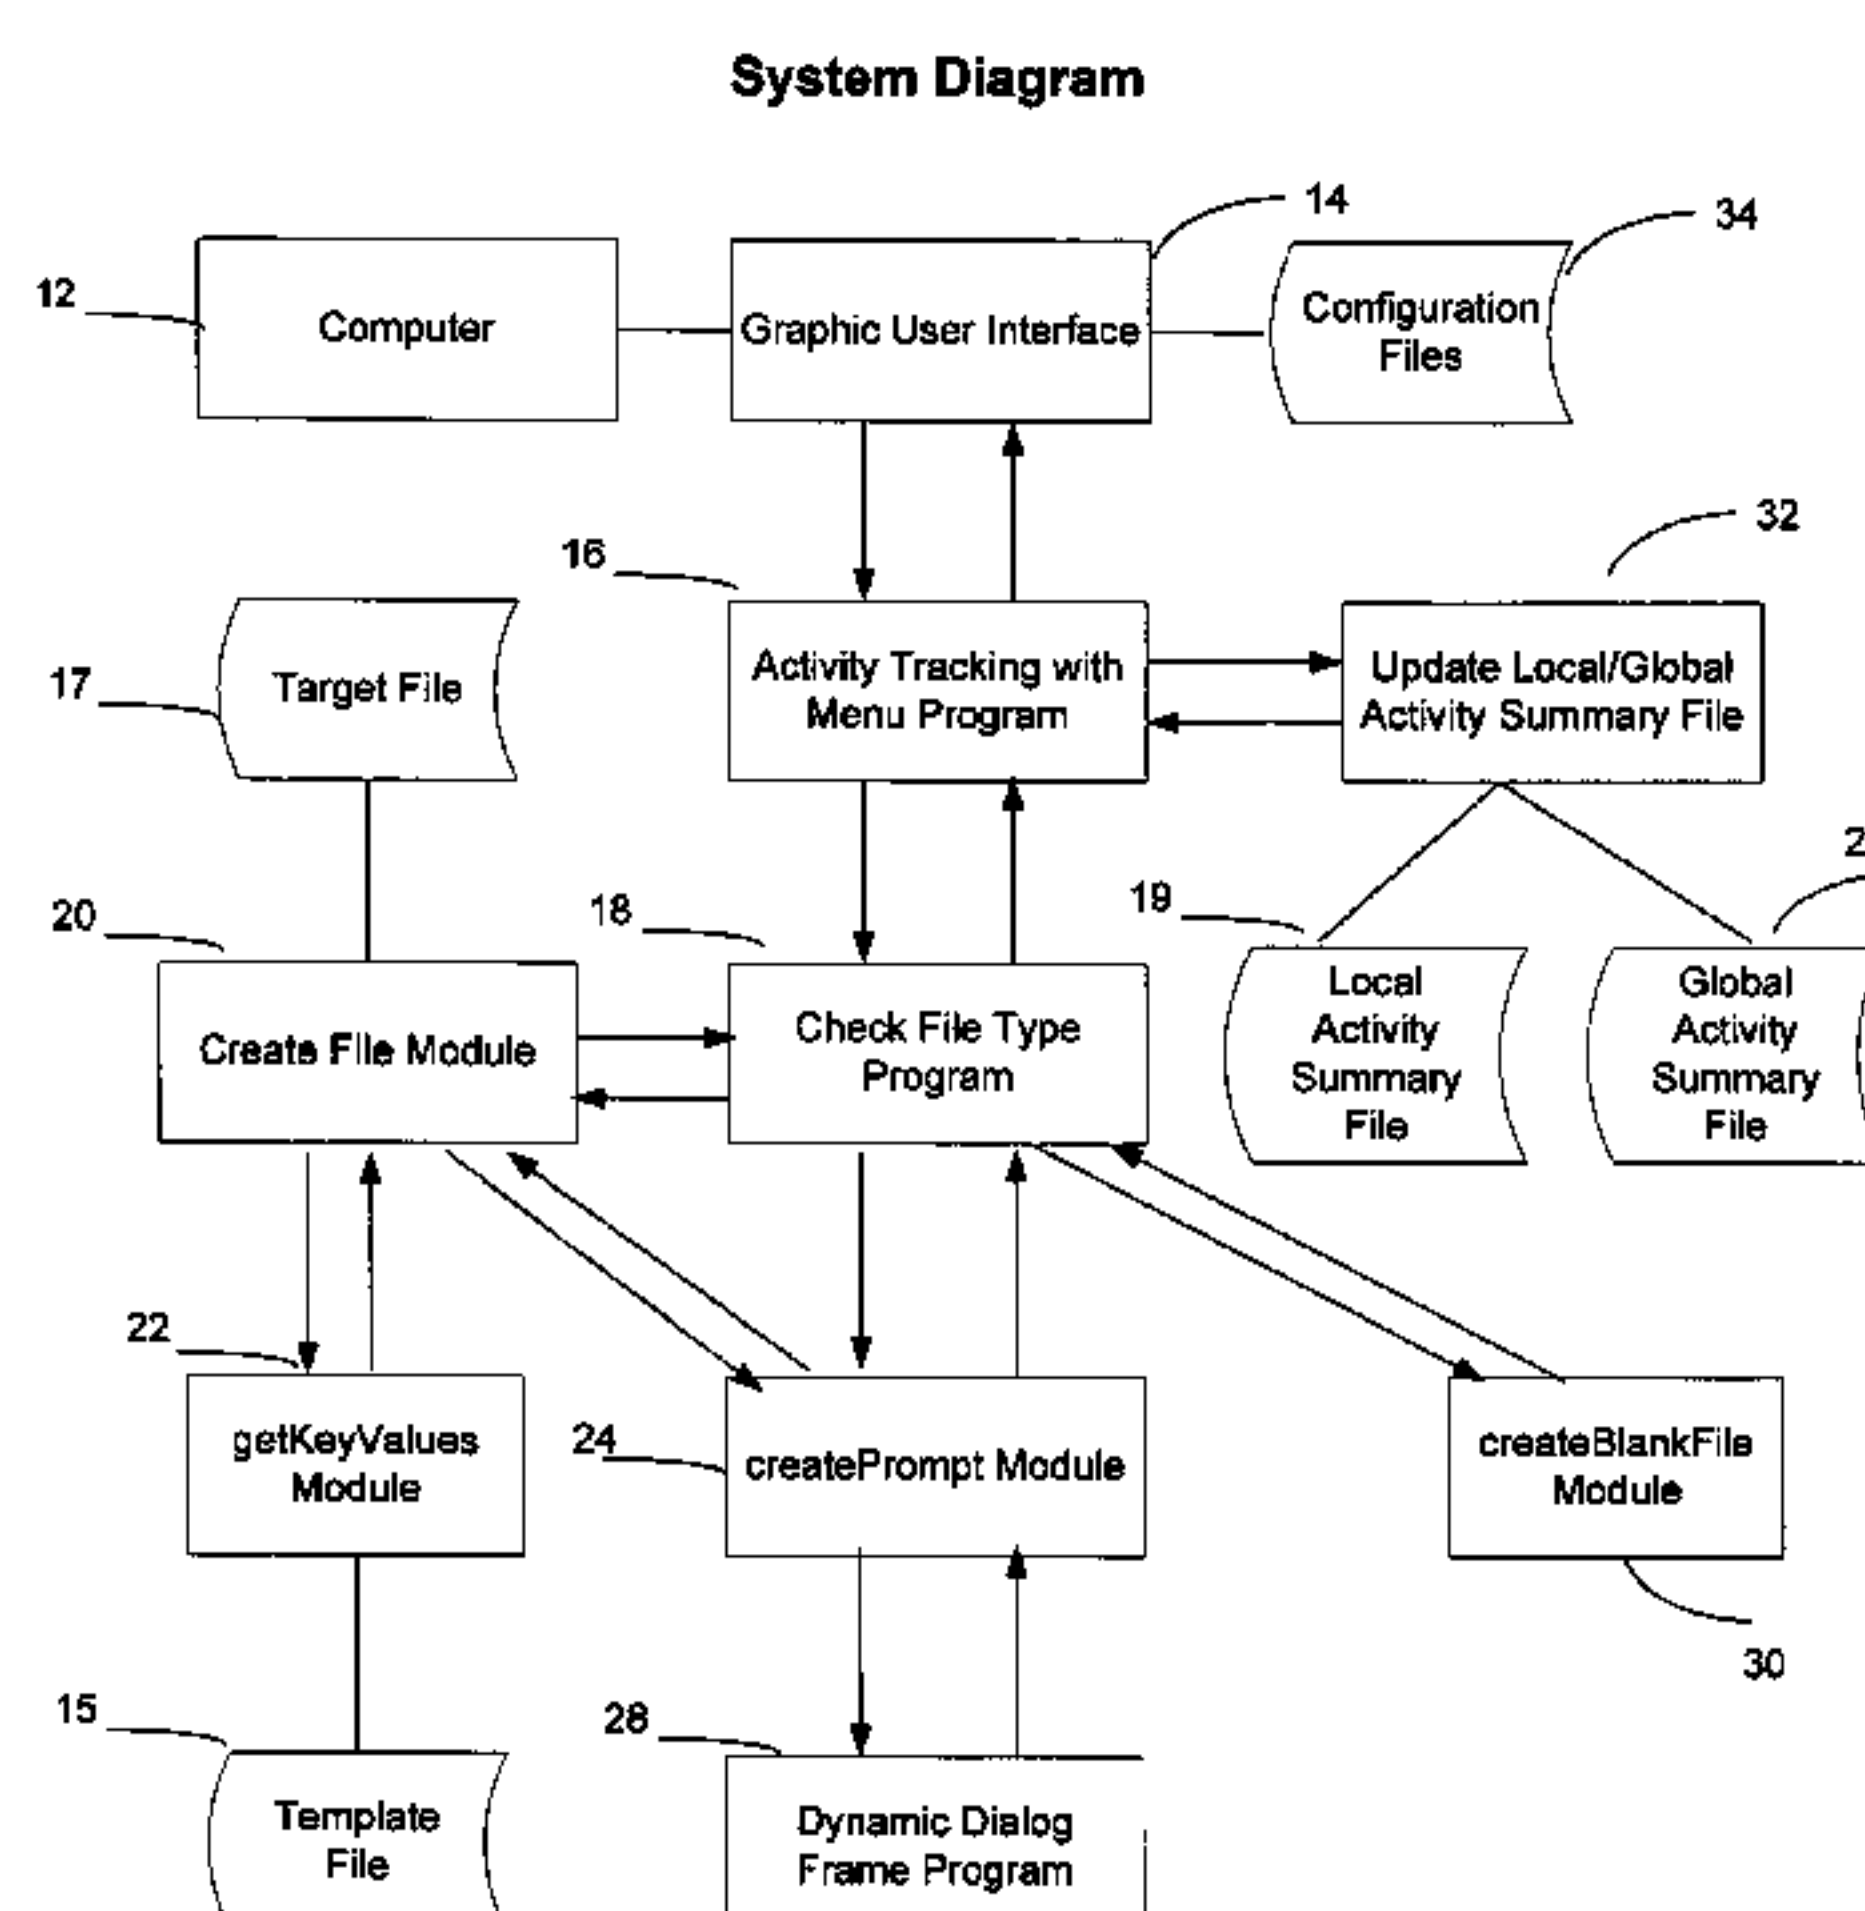 System Diagram
14
34
12
Computer
Graphic User Interface
Configuration
Files
32
16
17
Target File
Activity Tracking with
Menu Program
Update Local/Global
Activity Summary File
20
18
19
Create File Module
Check File Type
Program
Local
Activity
Summary
File
Global
Activity
Summary
File
22
getKeyValues
Module
24
createPrompt Module
createBlankFile
Module
30
15
28
Template
File
Dynamic Dialog
Frame Program